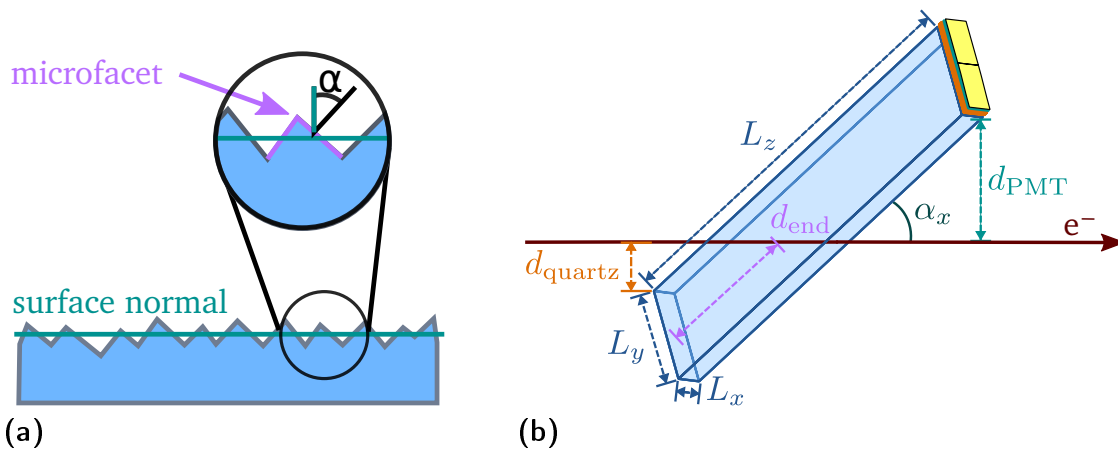 microfacet
α
surface normal
(a)
L_z
d_PMT
d_end
α_x
e⁻
d_quartz
L_y
L_x
(b)